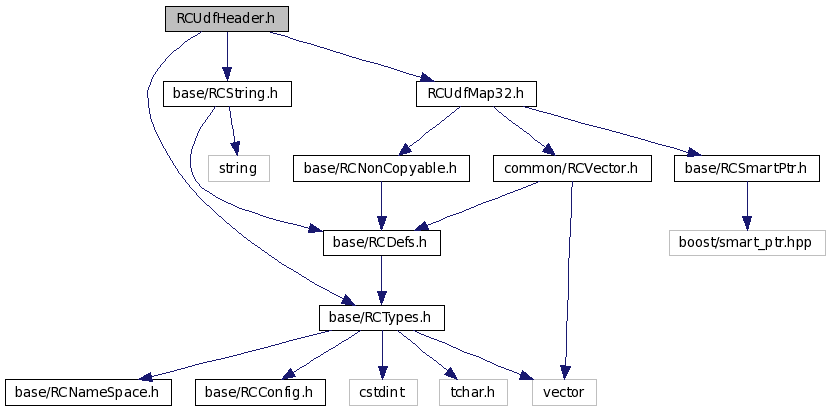 RCUdfHeader.h
base/RCString.h
RCUdfMap32.h
string
base/RCNonCopyable.h
common/RCVector.h
base/RCSmartPtr.h
base/RCDefs.h
boost/smart_ptr.hpp
base/RCTypes.h
base/RCNameSpace.h
base/RCConfig.h
cstdint
tchar.h
vector